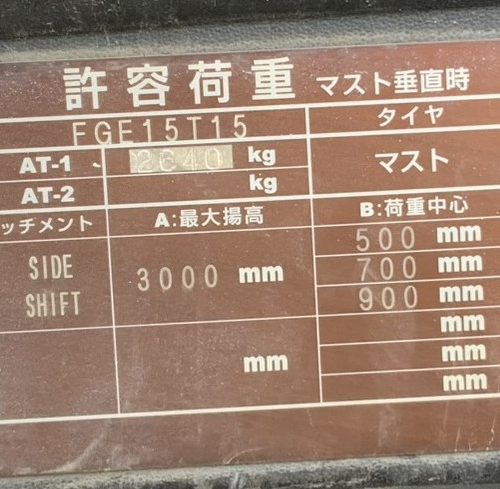 許容荷重 マスト垂直時
FGE15T15 タイヤ
AT-1 2640 kg マスト
AT-2 kg
ッチメント A:最大揚高 B:荷重中心
500 mm
SIDE 3000 mm 700 mm
SHIFT 900 mm
mm
mm mm
mm